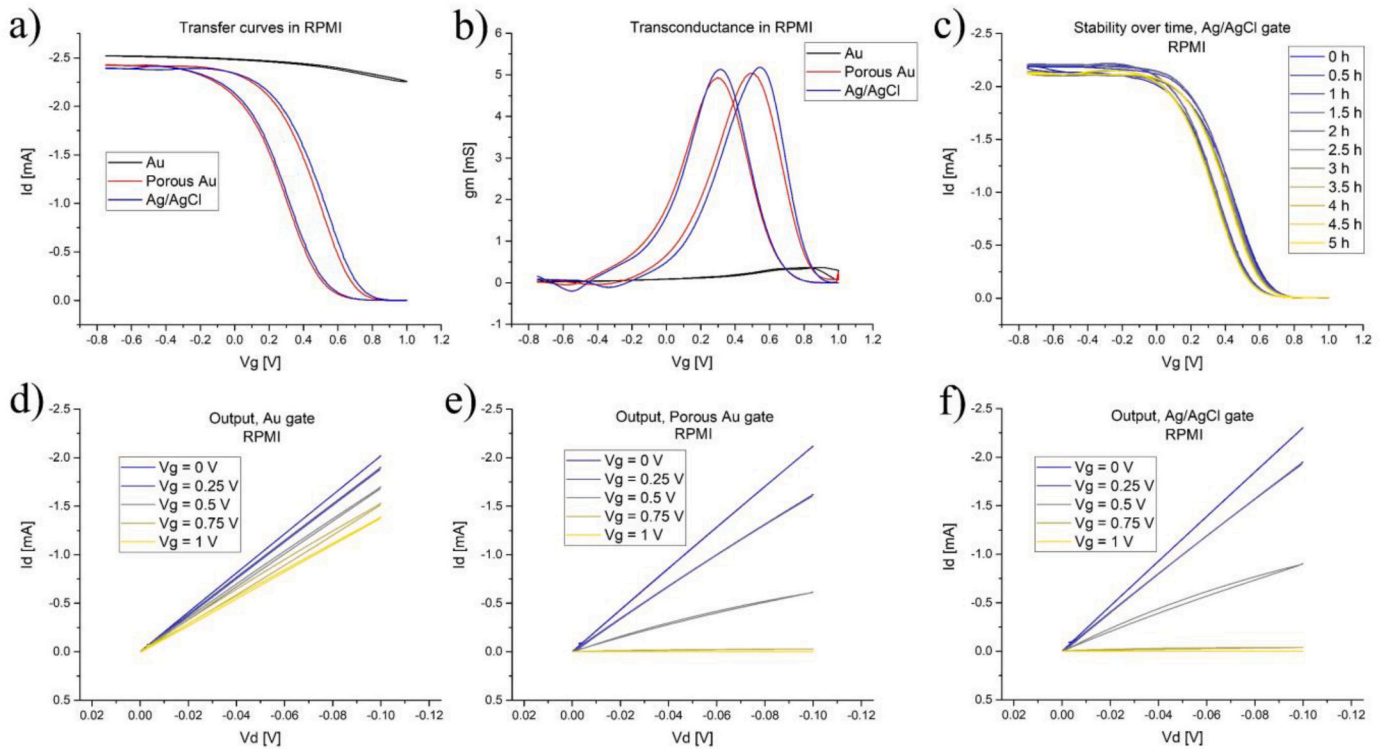 a)
Transfer curves in RPMI
-2.5
-2.0
-1.5
-1.0
-0.5
0.0
Id [mA]
Au
Porous Au
Ag/AgCl
-0.8 -0.6 -0.4 -0.2 0.0 0.2 0.4 0.6 0.8 1.0 1.2
Vg [V]
b)
Transconductance in RPMI
6
5
4
3
2
1
0
-1
gm [mS]
Au
Porous Au
Ag/AgCl
-0.8 -0.6 -0.4 -0.2 0.0 0.2 0.4 0.6 0.8 1.0 1.2
Vg [V]
c)
Stability over time, Ag/AgCl gate
RPMI
-2.0
-1.5
-1.0
-0.5
-0.0
Id [mA]
0 h
0.5 h
1 h
1.5 h
2 h
2.5 h
3 h
3.5 h
4 h
4.5 h
5 h
-0.8 -0.6 -0.4 -0.2 0.0 0.2 0.4 0.6 0.8 1.0 1.2
Vg [V]
d)
Output, Au gate
RPMI
-2.5
-2.0
-1.5
-1.0
-0.5
0.0
0.5
Id [mA]
Vg = 0 V
Vg = 0.25 V
Vg = 0.5 V
Vg = 0.75 V
Vg = 1 V
0.02 0.00 -0.02 -0.04 -0.06 -0.08 -0.10 -0.12
Vd [V]
e)
Output, Porous Au gate
RPMI
-2.5
-2.0
-1.5
-1.0
-0.5
0.0
0.5
Id [mA]
Vg = 0 V
Vg = 0.25 V
Vg = 0.5 V
Vg = 0.75 V
Vg = 1 V
0.02 0.00 -0.02 -0.04 -0.06 -0.08 -0.10 -0.12
Vd [V]
f)
Output, Ag/AgCl gate
RPMI
-2.5
-2.0
-1.5
-1.0
-0.5
0.0
0.5
Id [mA]
Vg = 0 V
Vg = 0.25 V
Vg = 0.5 V
Vg = 0.75 V
Vg = 1 V
0.02 0.00 -0.02 -0.04 -0.06 -0.08 -0.10 -0.12
Vd [V]